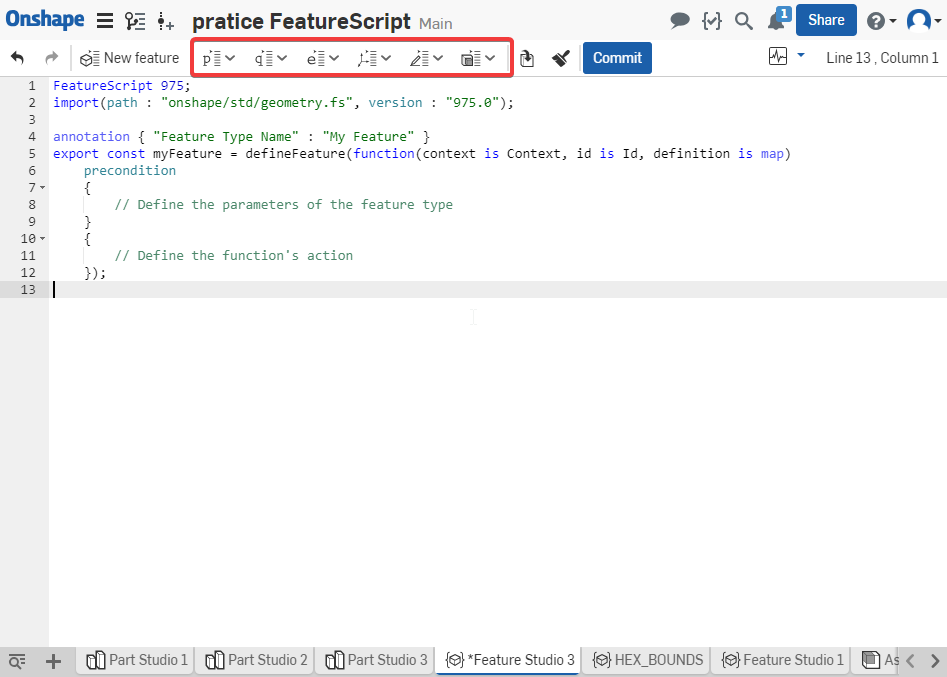 Onshape pratice FeatureScript Main 1 Share
New feature p q e Commit Line 13 , Column 1
1 FeatureScript 975;
2 import(path : "onshape/std/geometry.fs", version : "975.0");
3
4 annotation { "Feature Type Name" : "My Feature" }
5 export const myFeature = defineFeature(function(context is Context, id is Id, definition is map)
6 precondition
7 {
8 // Define the parameters of the feature type
9 }
10 {
11 // Define the function's action
12 });
13
Part Studio 1 Part Studio 2 Part Studio 3 *Feature Studio 3 HEX_BOUNDS Feature Studio 1 As